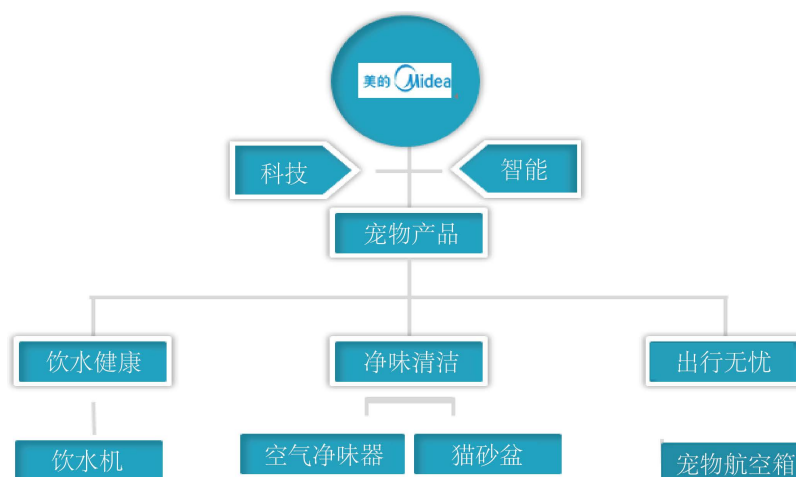 美的 Midea
科技
智能
宠物产品
饮水健康
净味清洁
出行无忧
饮水机
空气净味器
猫砂盆
宠物航空箱